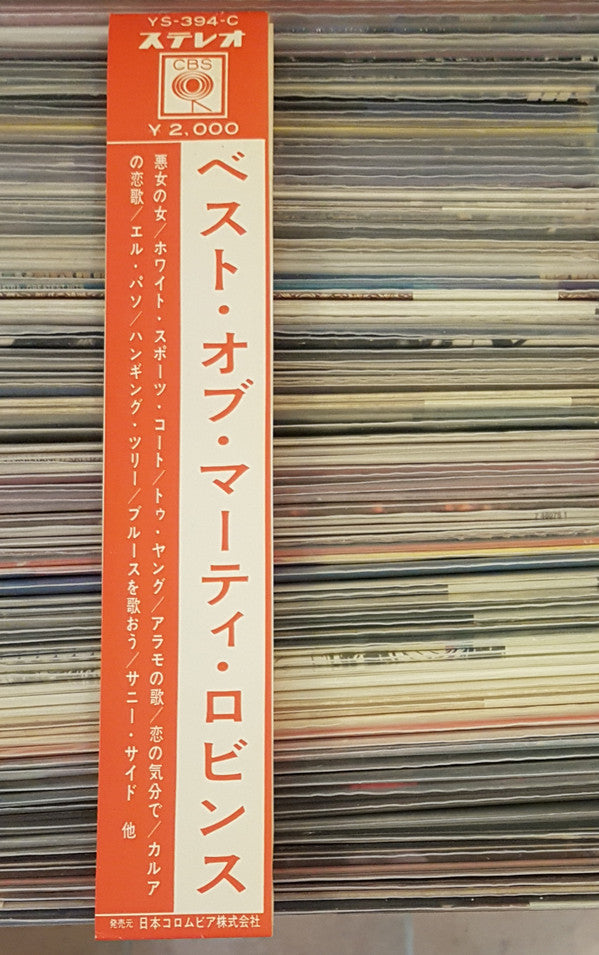 YS-394-C
ステレオ
CBS
¥ 2,000
ベスト・オブ・マーティ・ロビンス
悪女の女/ホワイト・スポーツ・コート/トゥ・ヤング/アラモの歌/恋の気分で/カルア
の恋歌/エル・パソ/ハンギング・ツリー/ブルースを歌おう/サニー・サイド 他
発売元 日本コロムビア株式会社